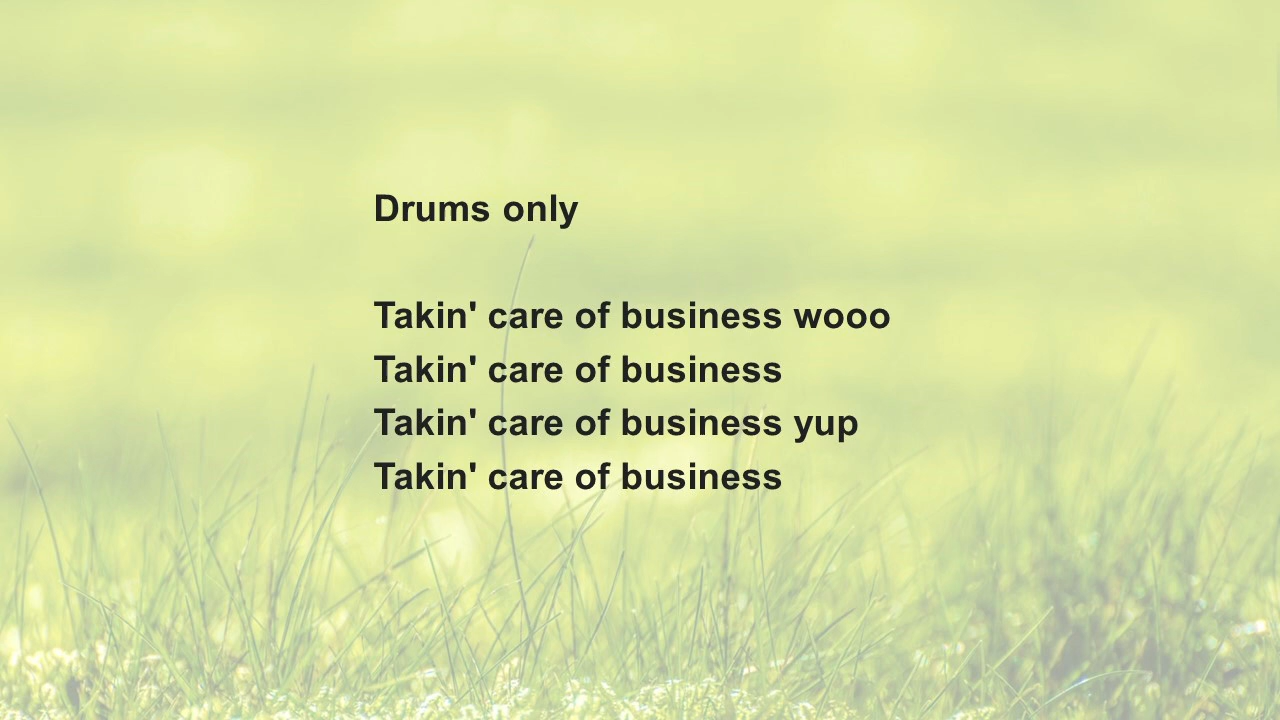 Drums only
Takin' care of business wooo
Takin' care of business
Takin' care of business yup
Takin' care of business